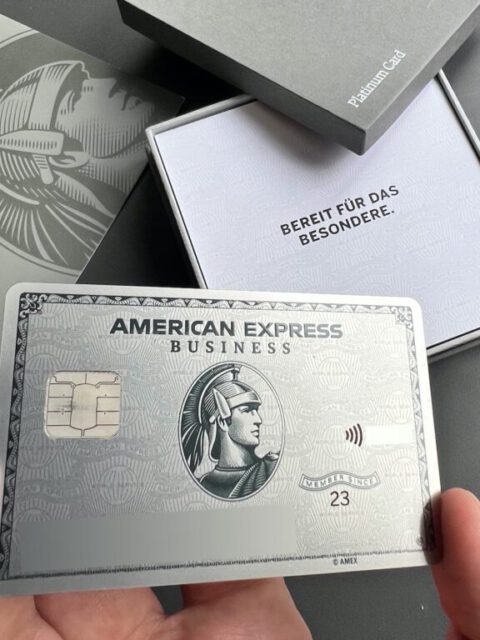 Platinum Card
BEREIT FÜR DAS
BESONDERE.
AMERICAN EXPRESS
BUSINESS
MEMBER SINCE
23
© AMEX